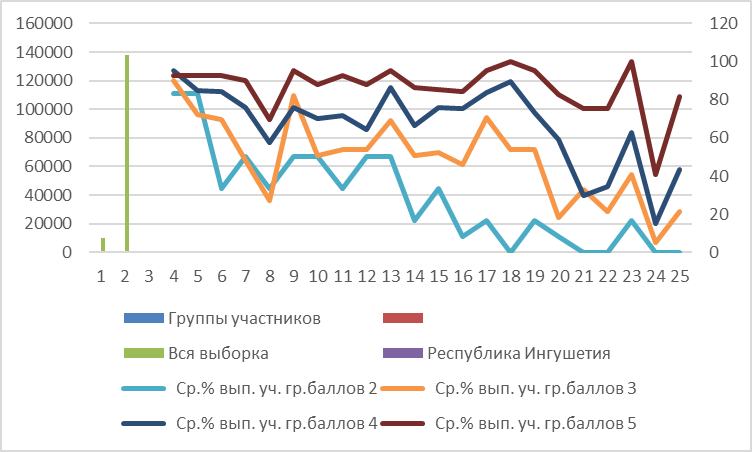 160000 120
140000 100
120000
100000 80
80000 60
60000
40000 40
20000 20
0 0
1 2 3 4 5 6 7 8 9 10 11 12 13 14 15 16 17 18 19 20 21 22 23 24 25
Группы участников
Вся выборка Республика Ингушетия
Ср.% вып. уч. гр.баллов 2 Ср.% вып. уч. гр.баллов 3
Ср.% вып. уч. гр.баллов 4 Ср.% вып. уч. гр.баллов 5